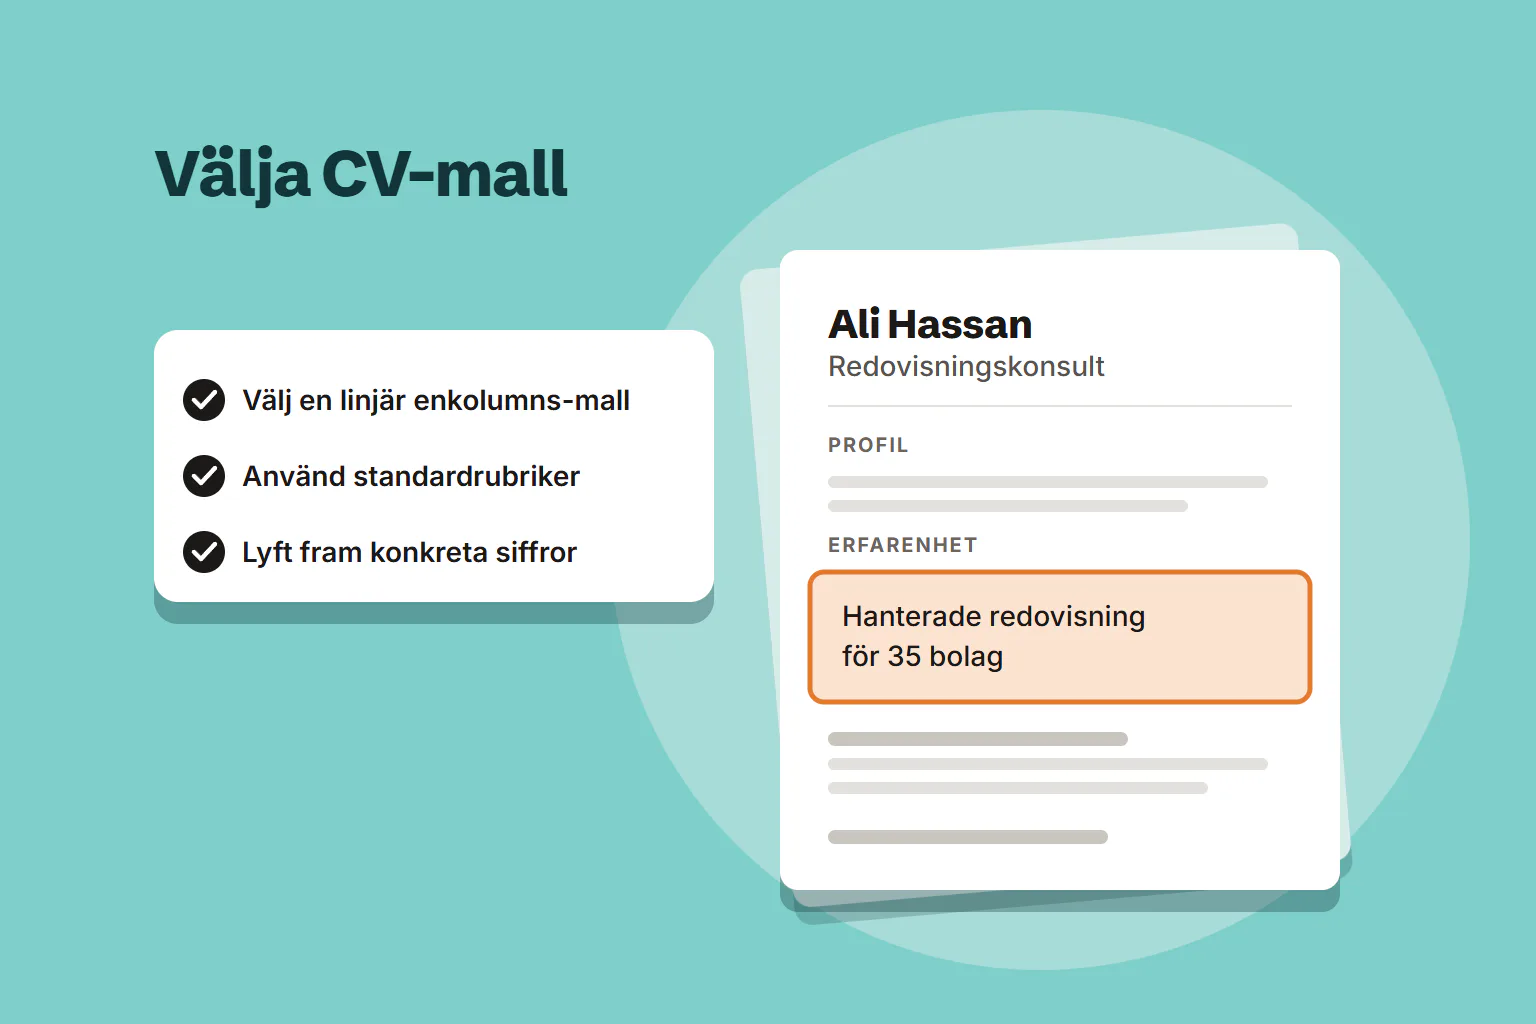 Välja CV-mall
Välj en linjär enkolumns-mall
Använd standardrubriker
Lyft fram konkreta siffror
Ali Hassan
Redovisningskonsult
PROFIL
ERFARENHET
Hanterade redovisning
för 35 bolag